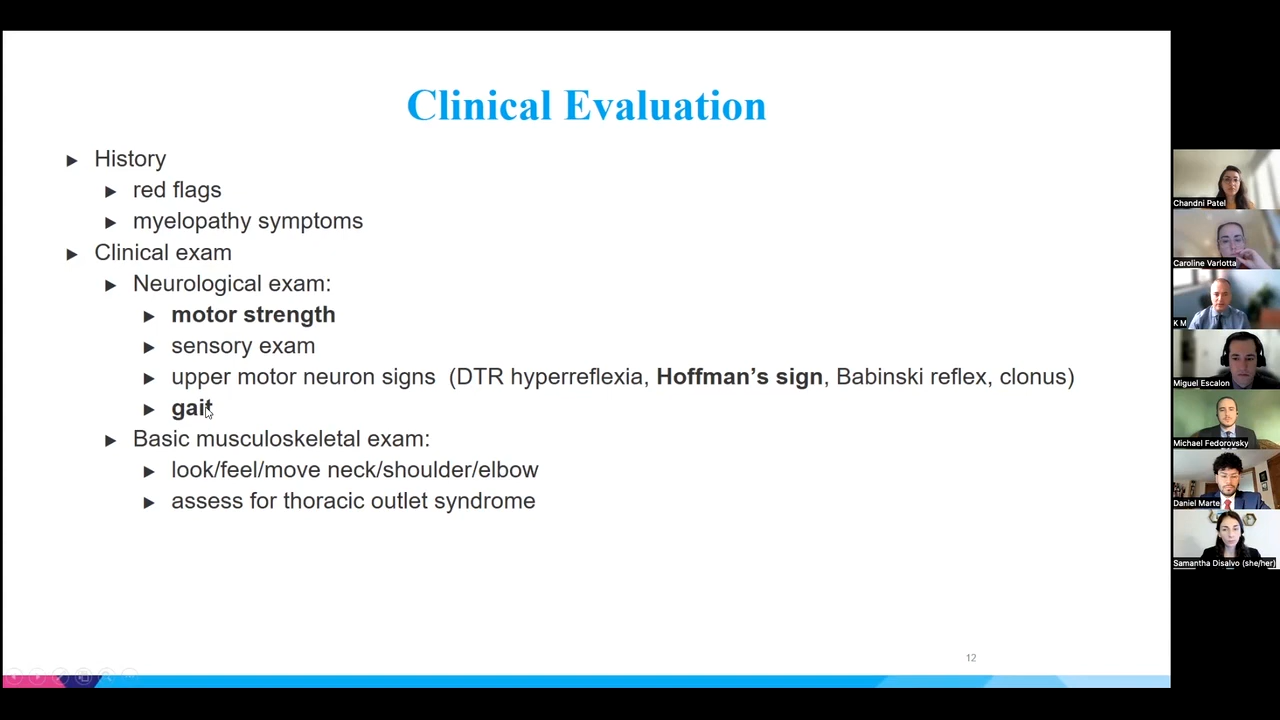 Clinical Evaluation
History
red flags
myelopathy symptoms
Clinical exam
Neurological exam:
motor strength
sensory exam
upper motor neuron signs (DTR hyperreflexia, Hoffman's sign, Babinski reflex, clonus)
gait
Basic musculoskeletal exam:
look/feel/move neck/shoulder/elbow
assess for thoracic outlet syndrome
12
Chandni Patel
Caroline Varlotta
K M
Miguel Escalon
Michael Fedorovsky
Daniel Marte
Samantha Disalvo (she/her)